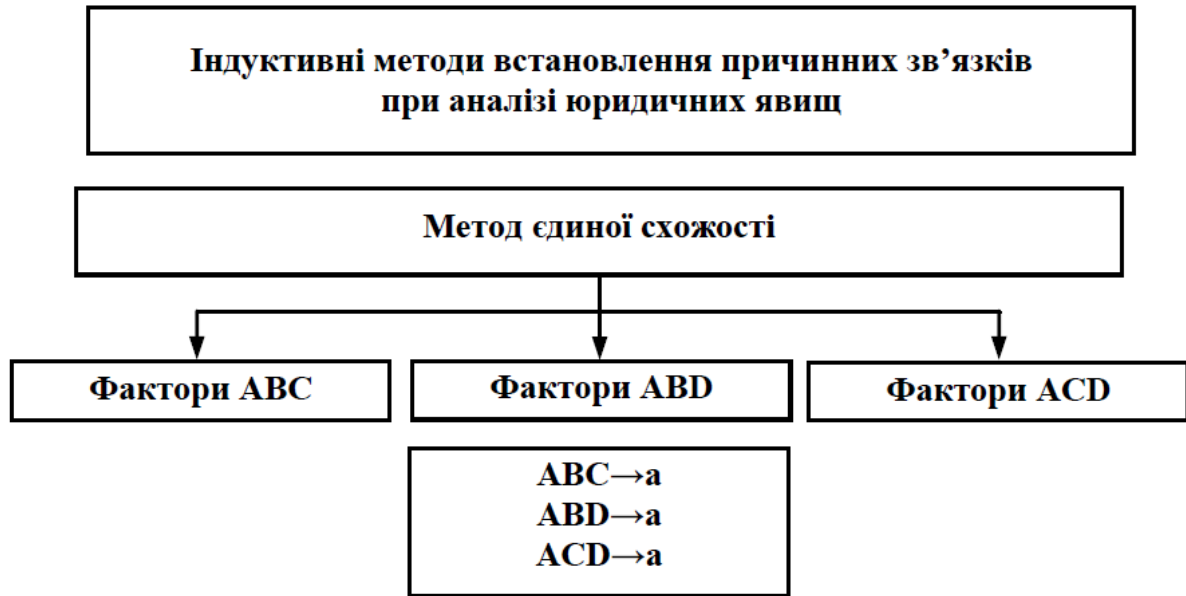 Індуктивні методи встановлення причинних зв’язків
при аналізі юридичних явищ
Метод єдиної схожості
Фактори ABC
Фактори ABD
Фактори ACD
ABC→a
ABD→a
ACD→a